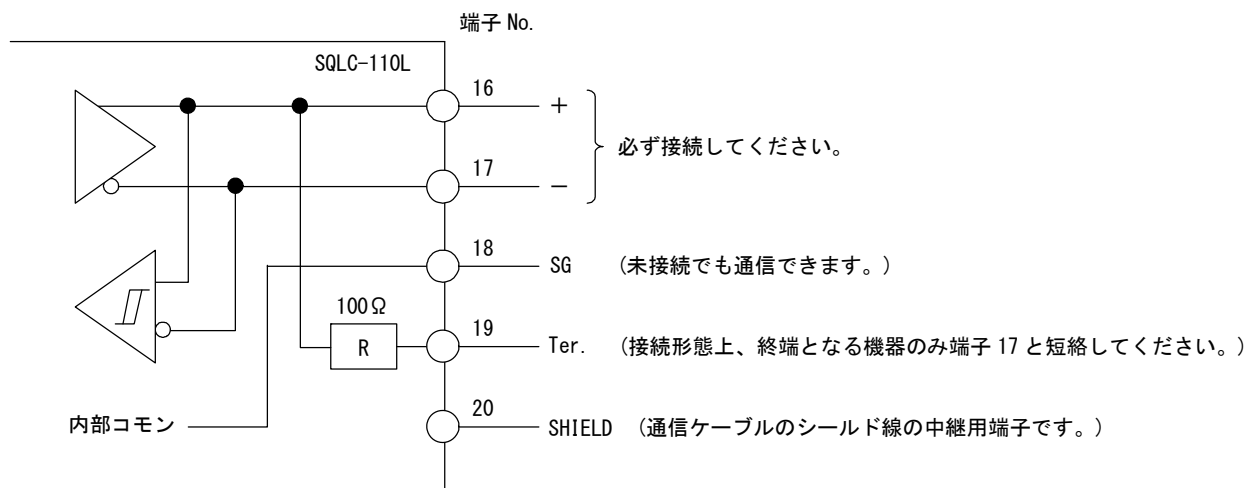 端子 No.
SQLC-110L
16
+
必ず接続してください。
17
−
18
SG (未接続でも通信できます。)
100Ω
R
19
Ter. (接続形態上、終端となる機器のみ端子 17 と短絡してください。)
内部コモン
20
SHIELD (通信ケーブルのシールド線の中継用端子です。)